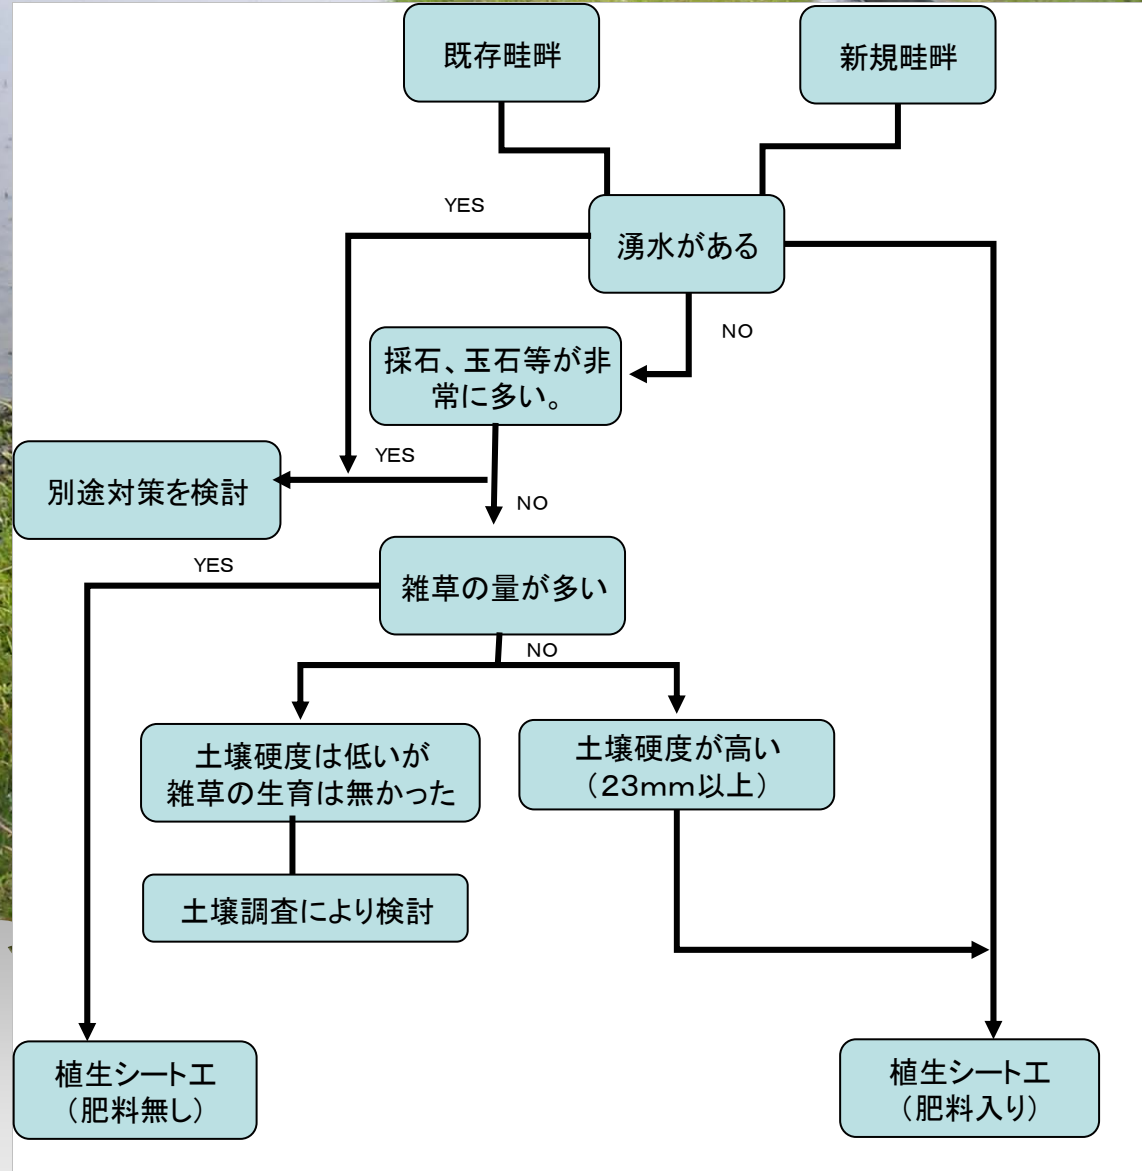 既存畦畔
新規畦畔
YES
湧水がある
NO
採石、玉石等が非
常に多い。
YES
別途対策を検討
NO
YES
雑草の量が多い
NO
土壌硬度は低いが
雑草の生育は無かった
土壌硬度が高い
（23mm以上）
土壌調査により検討
植生シート工
（肥料無し）
植生シート工
（肥料入り）